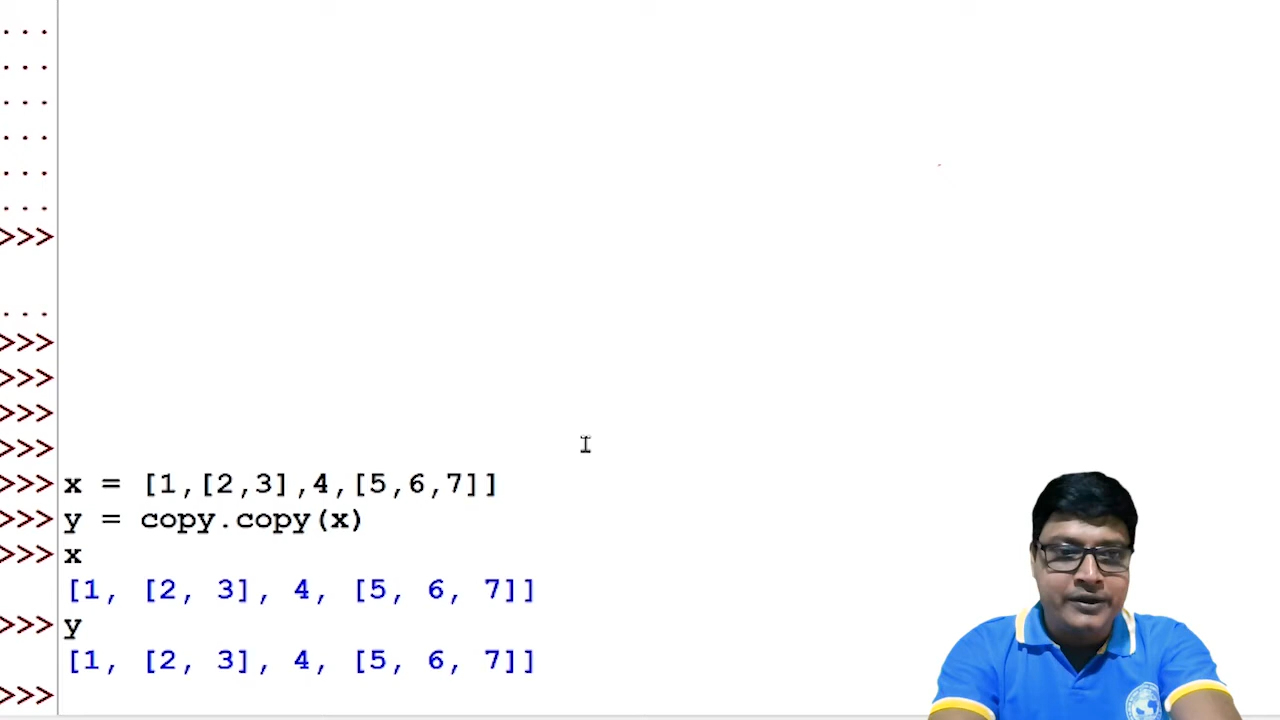 ...
...
...
...
...
...
>>>
...
>>>
>>>
>>>
>>>
>>> x = [1,[2,3],4,[5,6,7]]
>>> y = copy.copy(x)
>>> x
[1, [2, 3], 4, [5, 6, 7]]
>>> y
[1, [2, 3], 4, [5, 6, 7]]
>>>